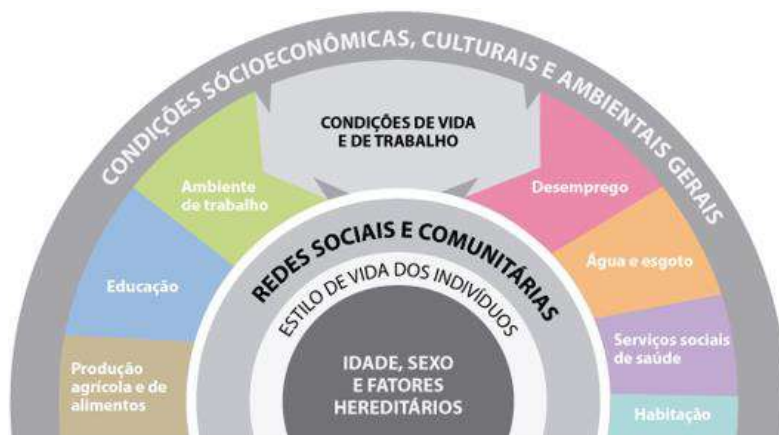 CONDIÇÕES SÓCIOECONÔMICAS, CULTURAIS E AMBIENTAIS GERAIS
CONDIÇÕES DE VIDA
E DE TRABALHO
Ambiente
de trabalho
Desemprego
Educação
Água e esgoto
Produção
agrícola e de
alimentos
Serviços sociais
de saúde
Habitação
REDES SOCIAIS E COMUNITÁRIAS
ESTILO DE VIDA DOS INDIVÍDUOS
IDADE, SEXO
E FATORES
HEREDITÁRIOS